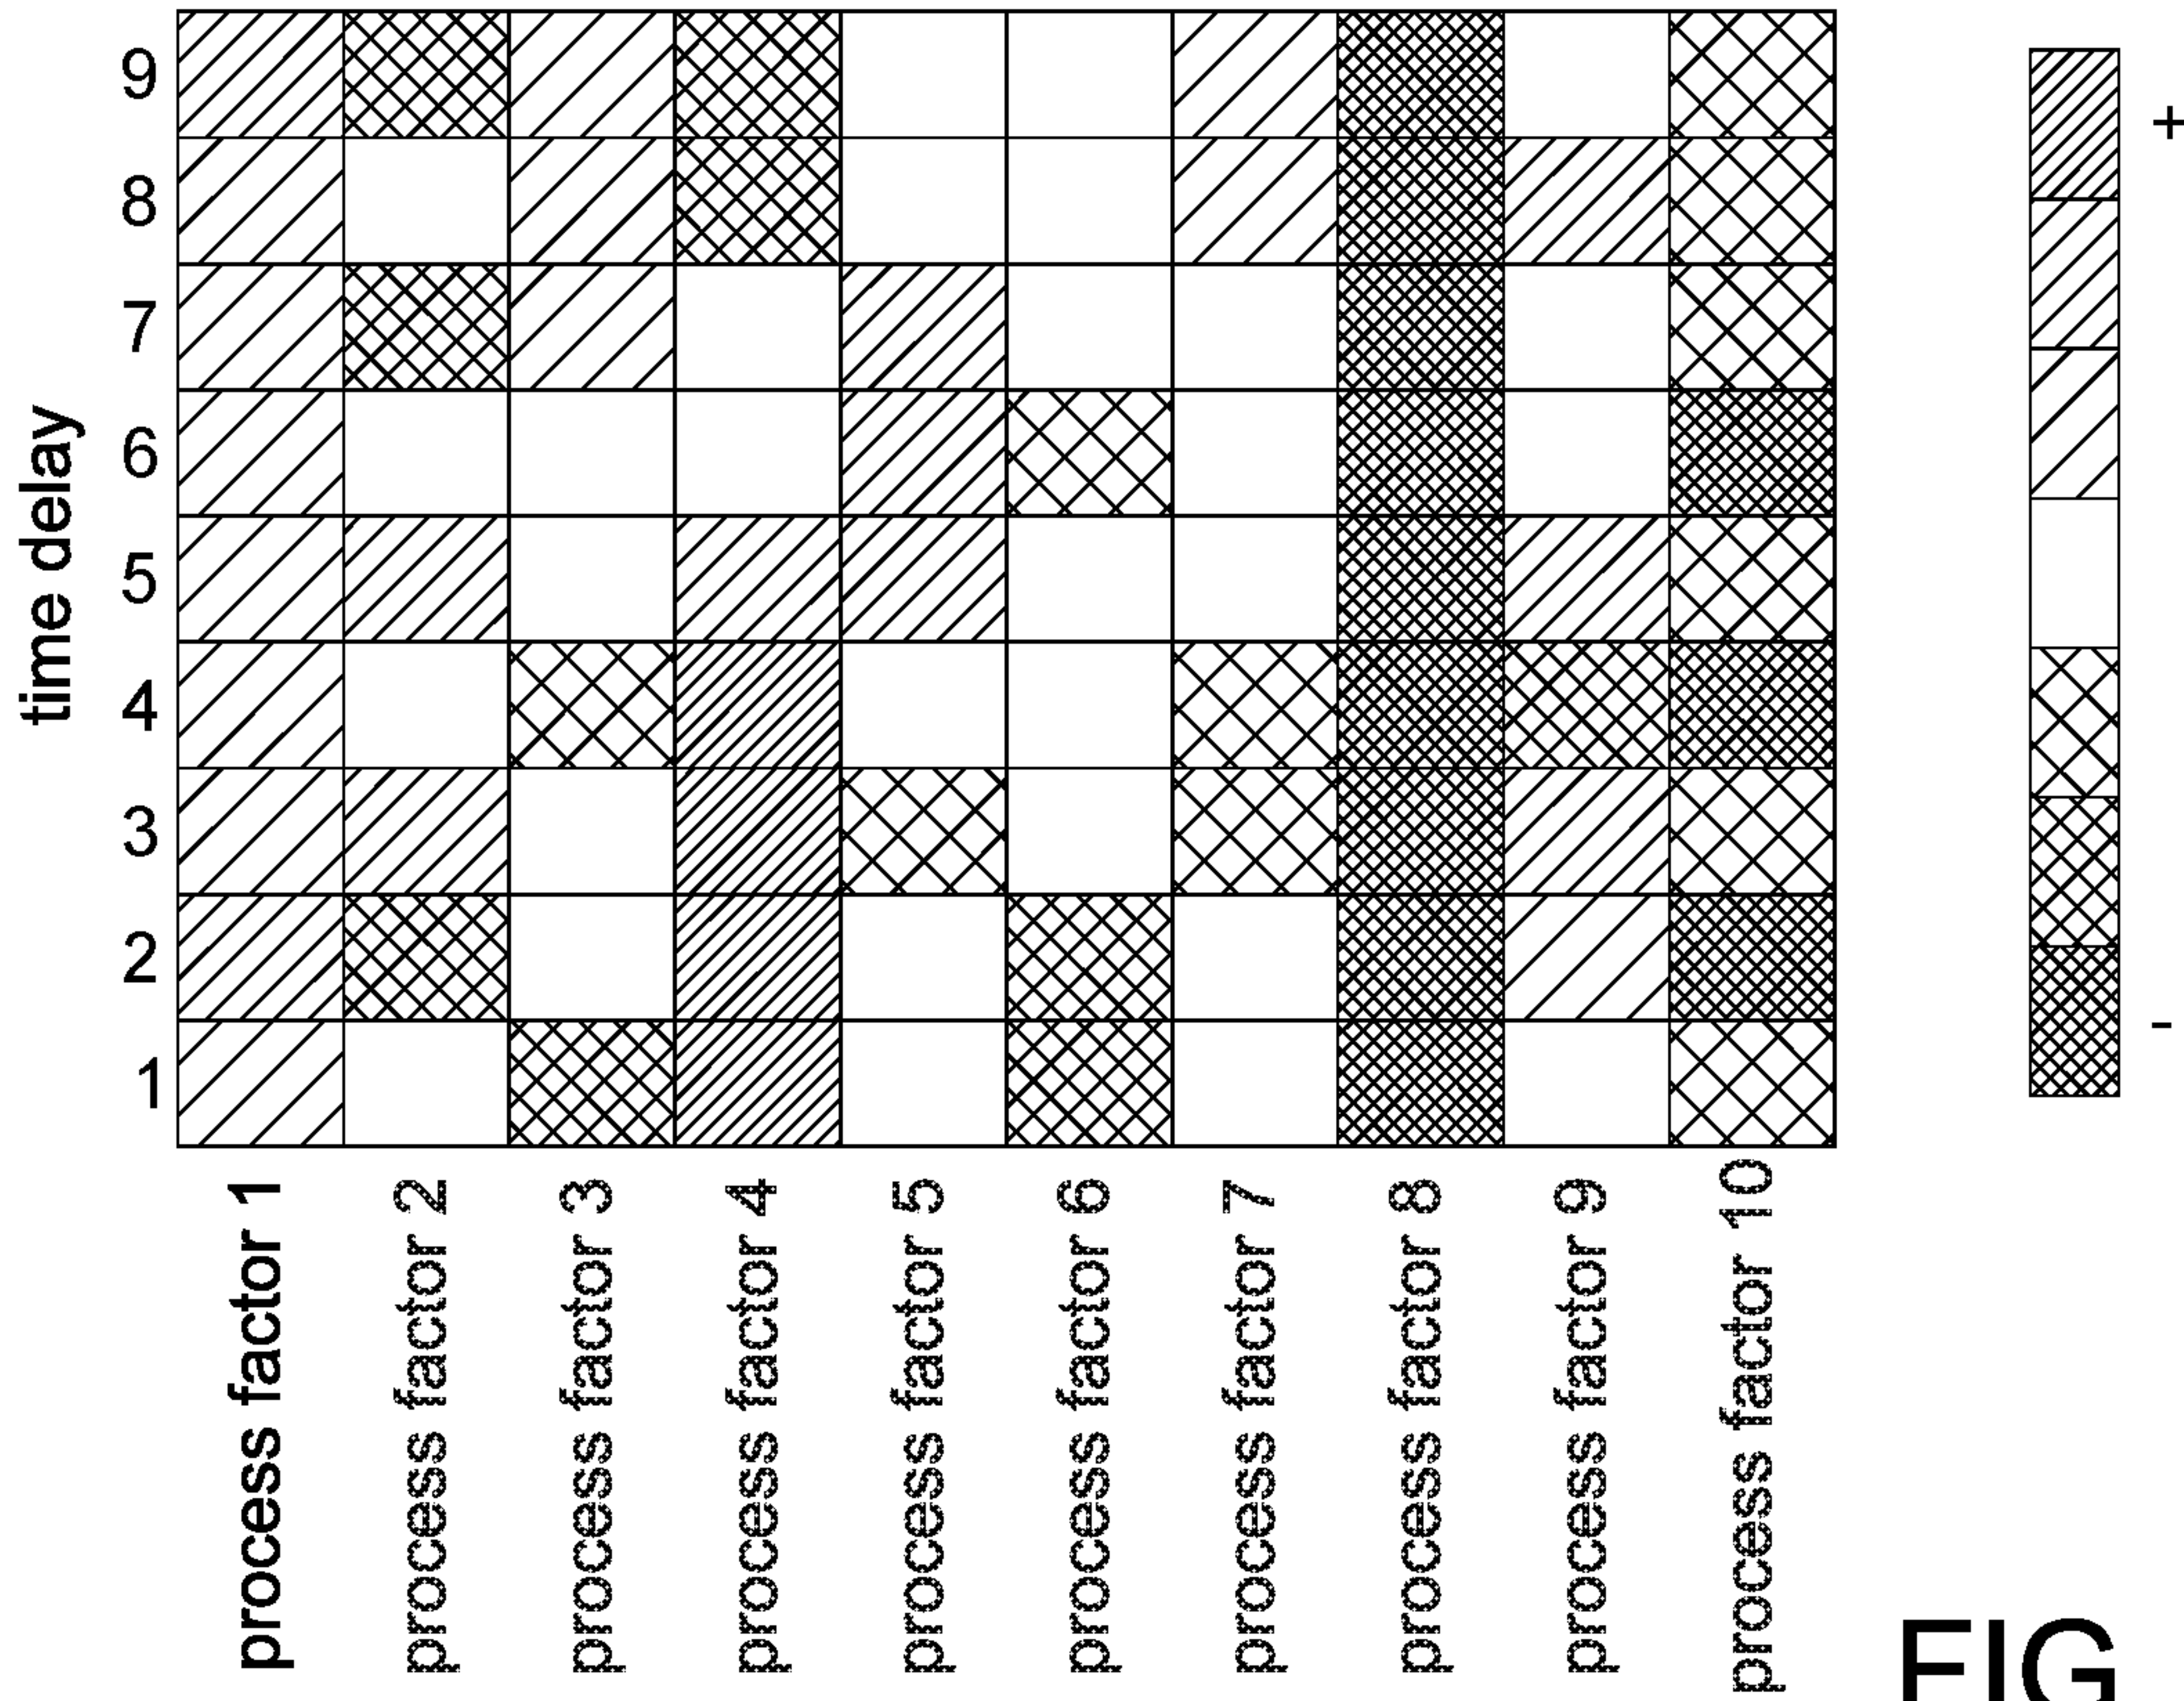 time delay
9
8
7
6
5
4
3
2
1
process factor 1
process factor 2
process factor 3
process factor 4
process factor 5
process factor 6
process factor 7
process factor 8
process factor 9
process factor 10
+
-
FIG